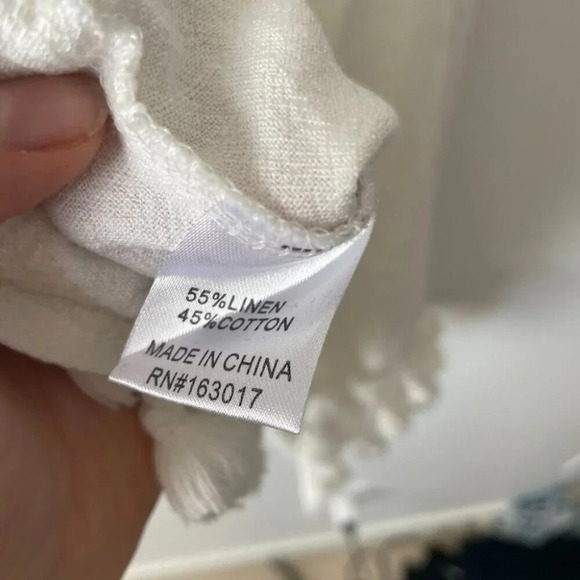 55%LINEN
45%COTTON
MADE IN CHINA
RN#163017